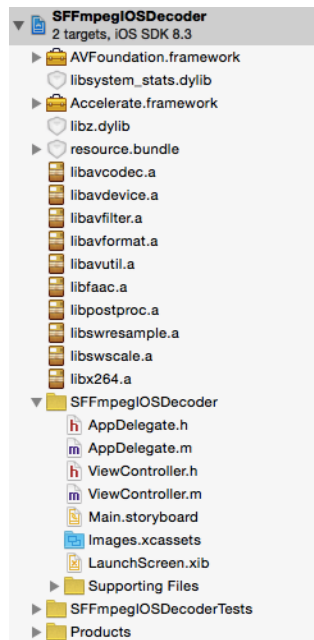 SFFmpegIOSDecoder
2 targets, iOS SDK 8.3
AVFoundation.framework
libsystem_stats.dylib
Accelerate.framework
libz.dylib
resource.bundle
libavcodec.a
libavdevice.a
libavfilter.a
libavformat.a
libavutil.a
libfaac.a
libpostproc.a
libswresample.a
libswscale.a
libx264.a
SFFmpegIOSDecoder
h AppDelegate.h
m AppDelegate.m
h ViewController.h
m ViewController.m
Main.storyboard
Images.xcassets
LaunchScreen.xib
Supporting Files
SFFmpegIOSDecoderTests
Products